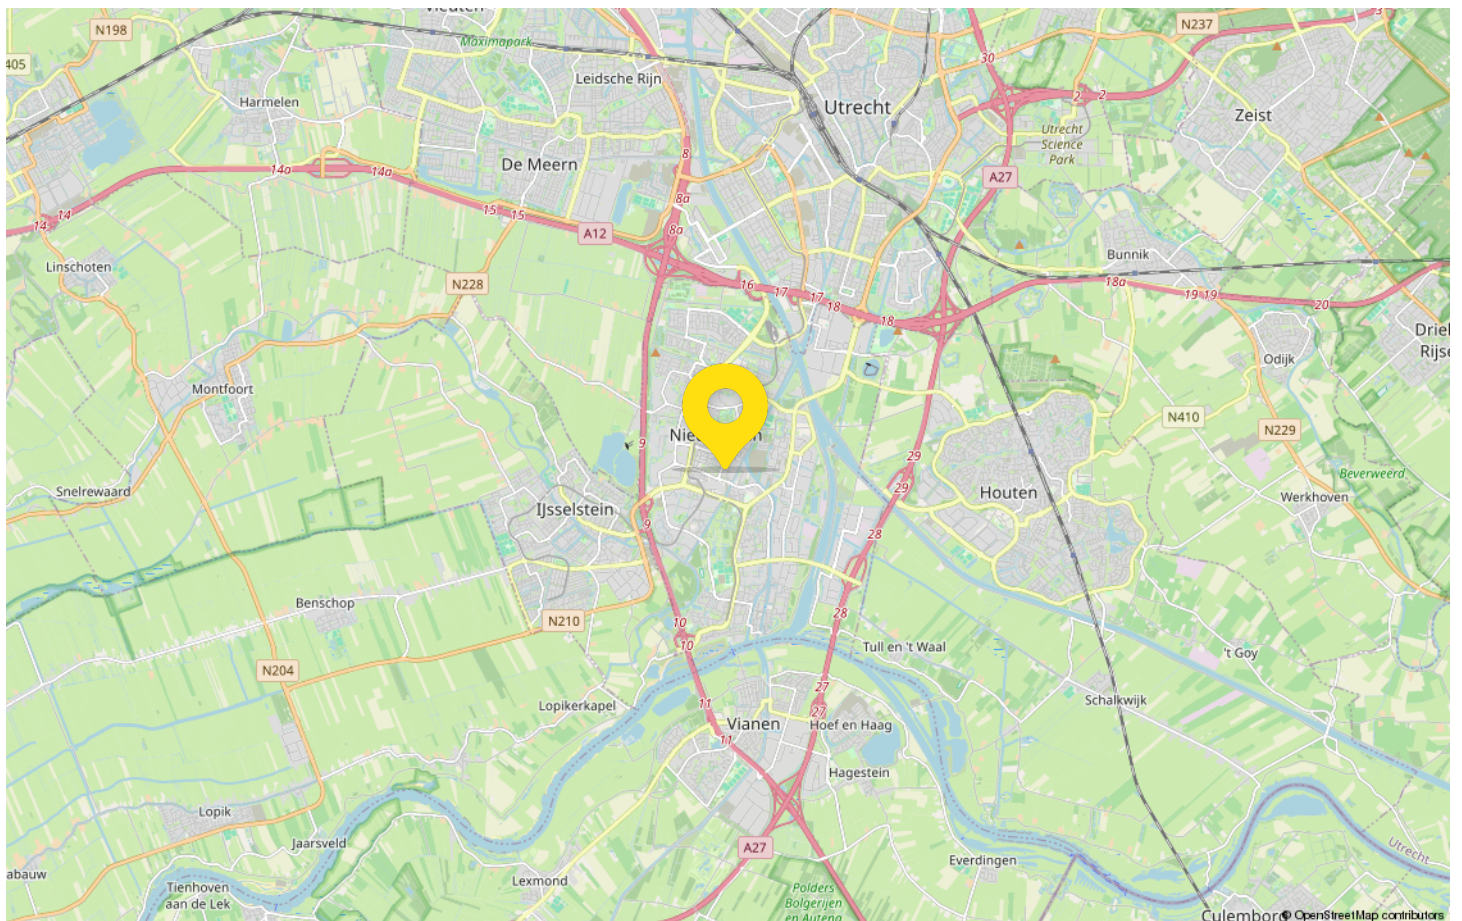 Vleuten
N198
Maximapark
N237
3
405
Leidsche Rijn
30
Harmelen
Utrecht
2
2
Zeist
Utrecht
Science
Park
De Meern
8
14a
14a
A27
8a
15
15
14
14
A12
8a
Linschoten
Bunnik
N228
16
17
17
18
18
18a
19
19
20
Driel
Rijse
Odijk
Montfoort
N410
N229
9
29
Beverweerd
Snelrewaard
29
Houten
Werkhoven
IJsselstein
9
28
Benschop
28
N210
10
10
Tull en 't Waal
't Goy
N204
27
Schalkwijk
Lopikerkapel
11
27
Vianen
Hoef en Haag
11
Hagestein
Lopik
Jaarsveld
A27
Utrecht
Everdingen
abauw
Lexmond
Tienhoven
aan de Lek
Polders
Bolgerijen
en Autena
Culemborg
© OpenStreetMap contributors